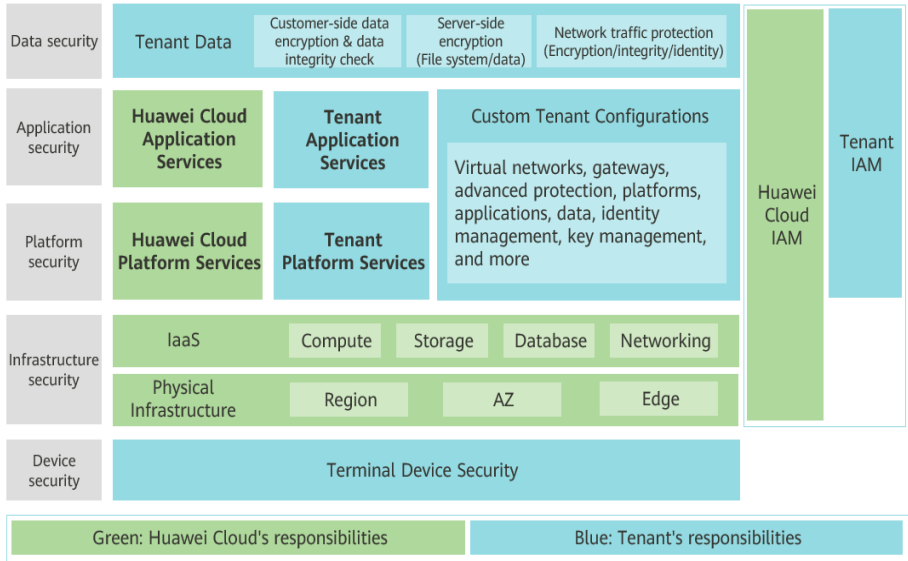 Data security
Tenant Data
Customer-side data
encryption & data
integrity check
Server-side
encryption
(File system/data)
Network traffic protection
(Encryption/integrity/identity)
Application
security
Huawei Cloud
Application
Services
Tenant
Application
Services
Custom Tenant Configurations
Virtual networks, gateways,
advanced protection, platforms,
applications, data, identity
management, key management,
and more
Platform
security
Huawei Cloud
Platform Services
Tenant
Platform Services
Huawei
Cloud
IAM
Tenant
IAM
Infrastructure
security
IaaS
Compute
Storage
Database
Networking
Physical
Infrastructure
Region
AZ
Edge
Device
security
Terminal Device Security
Green: Huawei Cloud's responsibilities
Blue: Tenant's responsibilities